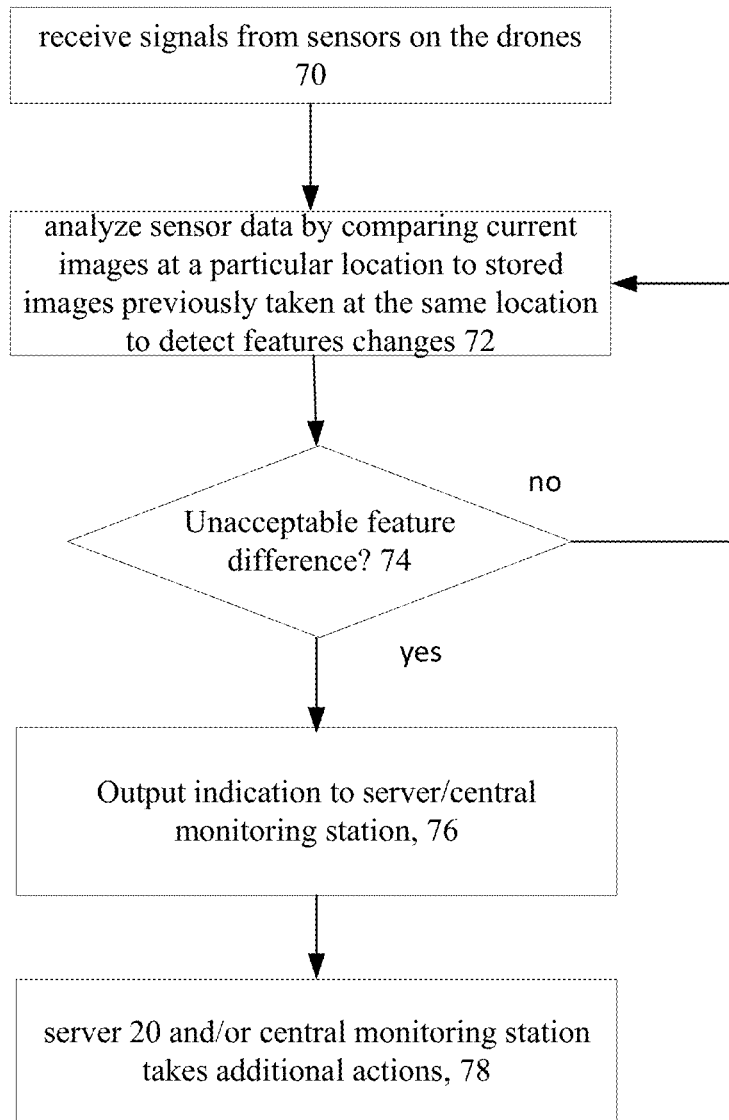 receive signals from sensors on the drones
70
analyze sensor data by comparing current
images at a particular location to stored
images previously taken at the same location
to detect features changes 72
Unacceptable feature
difference? 74
no
yes
Output indication to server/central
monitoring station, 76
server 20 and/or central monitoring station
takes additional actions, 78